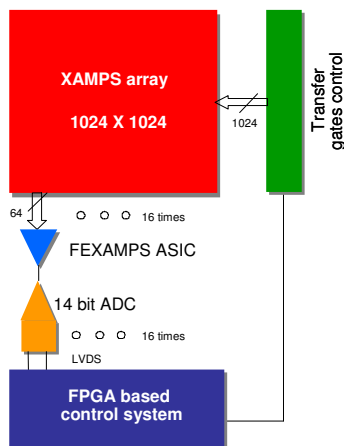 XAMPS array
1024 X 1024
1024
Transfer
gates control
64
16 times
FEXAMPS ASIC
14 bit ADC
16 times
LVDS
FPGA based
control system